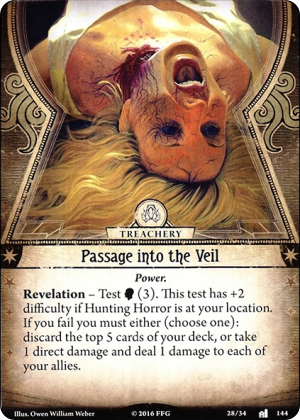 TREACHERY
Passage into the Veil
Power.
Revelation – Test (3). This test has +2
difficulty if Hunting Horror is at your location.
If you fail you must either (choose one):
discard the top 5 cards of your deck, or take
1 direct damage and deal 1 damage to each of
your allies.
Illus. Owen William Weber
© 2016 FFG
28/34
144